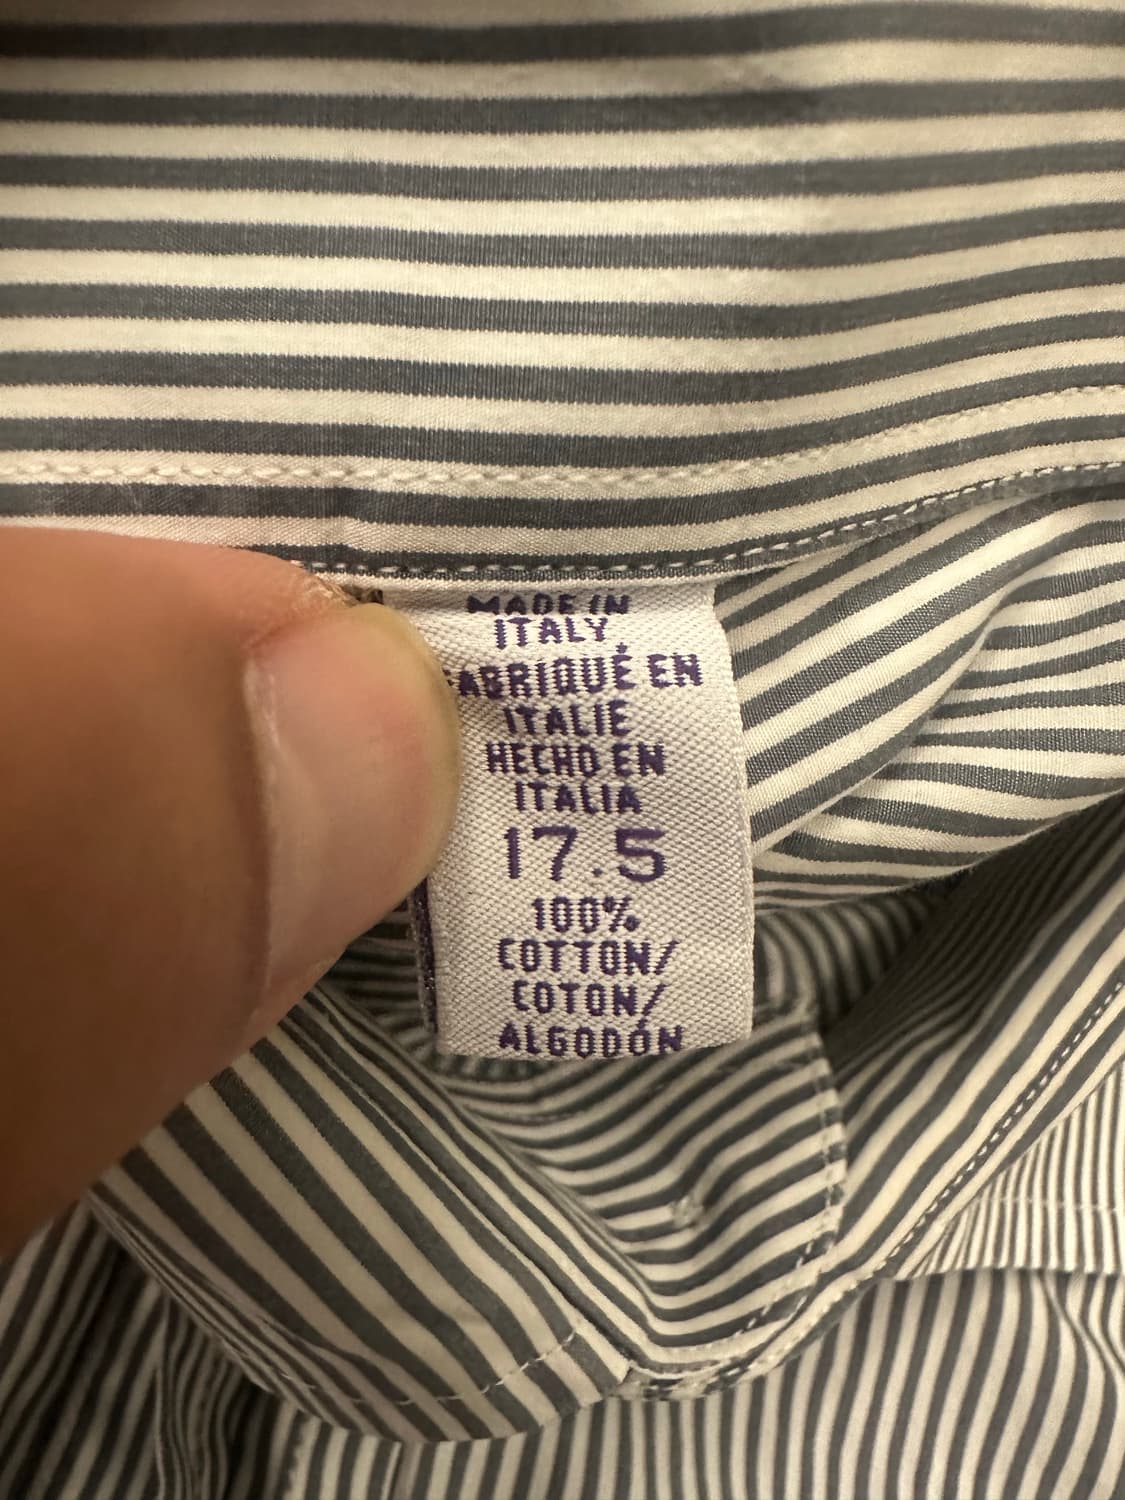 MADE IN
ITALY
FABRIQUÉ EN
ITALIE
HECHO EN
ITALIA
17.5
100%
COTTON/
COTON/
ALGODÓN